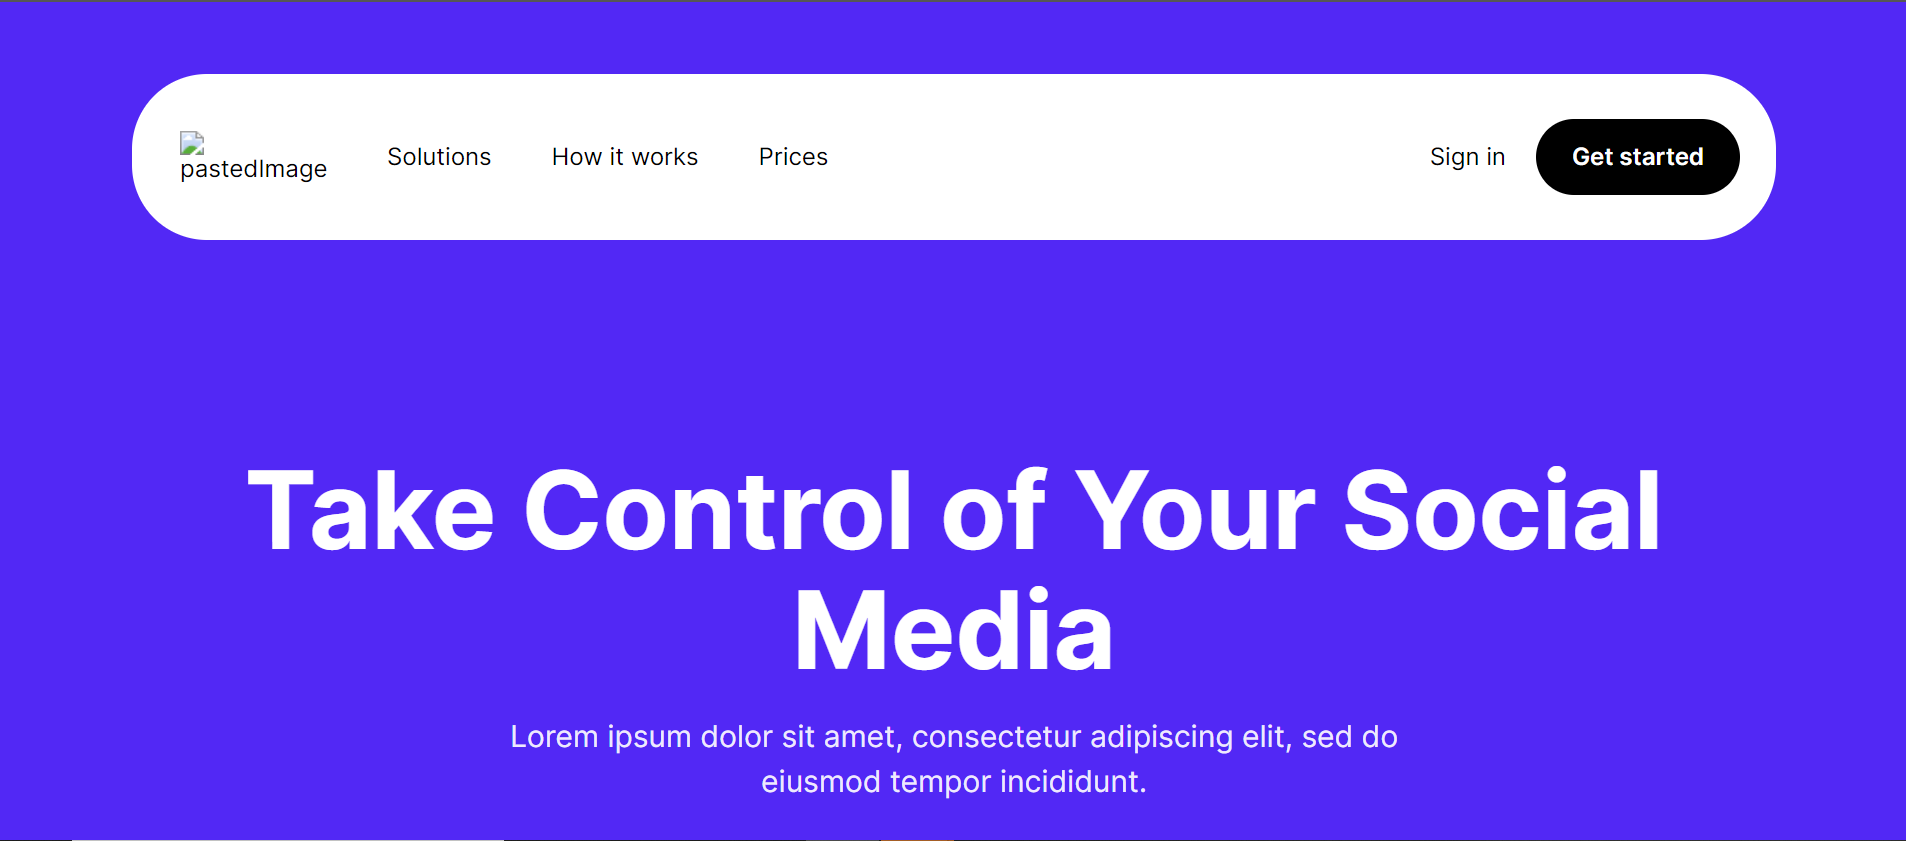 pastedImage Solutions How it works Prices Sign in Get started
Take Control of Your Social
Media
Lorem ipsum dolor sit amet, consectetur adipiscing elit, sed do
eiusmod tempor incididunt.